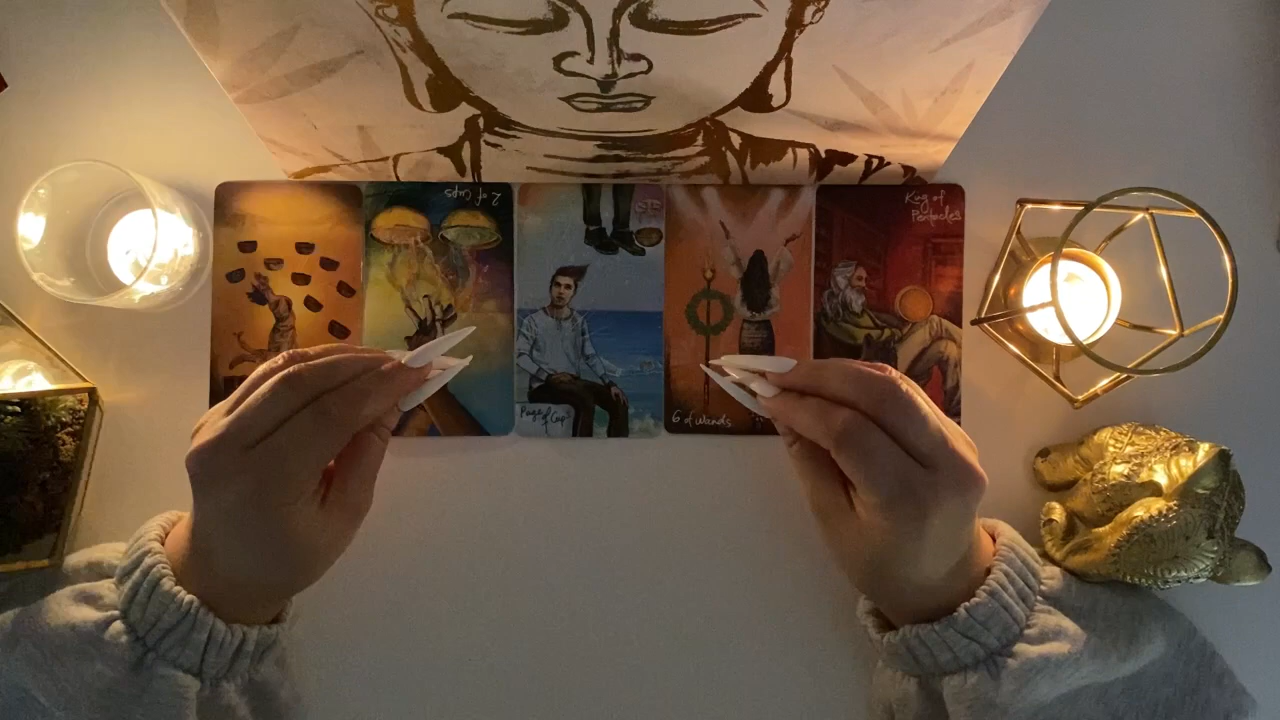 2 of Cups
Page of Cups
6 of Wands
King of
Pentacles